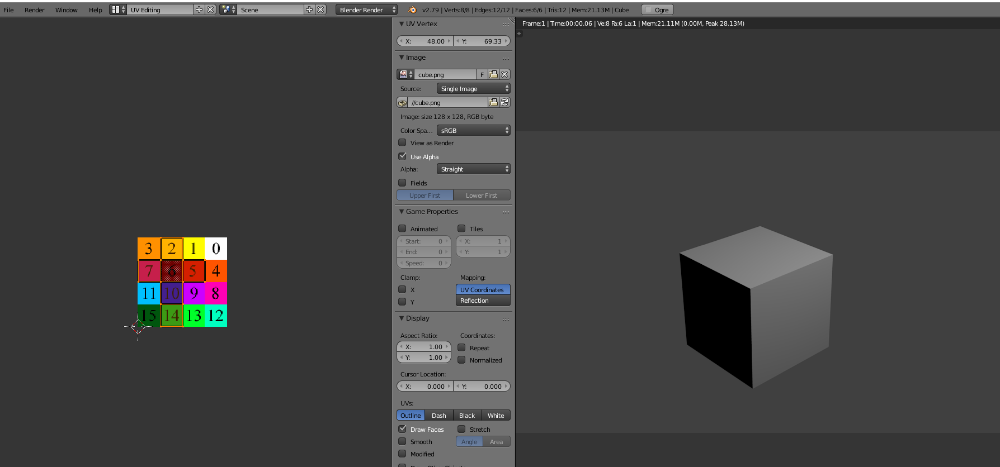 File Render Window Help UV Editing Scene Blender Render v2.79 | Verts:8/8 | Edges:12/12 | Faces:6/6 | Tris:12 | Mem:21.13M | Cube Ogre
3 2 1 0
7 6 5 4
11 10 9 8
15 14 13 12
UV Vertex
X: 48.00 Y: 69.33
Image
cube.png F
Source: Single Image
//cube.png
Image: size 128 x 128, RGB byte
Color Spa... sRGB
View as Render
Use Alpha
Alpha: Straight
Fields
Upper First Lower First
Game Properties
Animated Tiles
Start: 0 X: 1
End: 0 Y: 1
Speed: 0
Clamp: Mapping:
X UV Coordinates
Y Reflection
Display
Aspect Ratio: Coordinates:
X: 1.00 Repeat
Y: 1.00 Normalized
Cursor Location:
X: 0.000 Y: 0.000
UVs:
Outline Dash Black White
Draw Faces Stretch
Smooth Angle Area
Modified
Frame:1 | Time:00:00.06 | Ve:8 Fa:6 La:1 | Mem:21.11M (0.00M, Peak 28.13M)